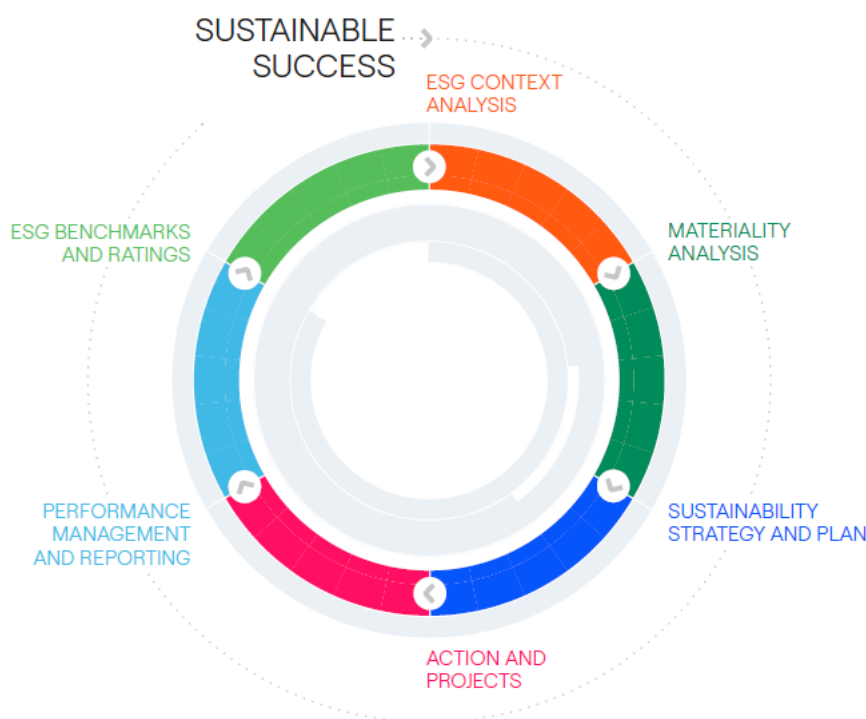 SUSTAINABLE
SUCCESS
ESG CONTEXT
ANALYSIS
MATERIALITY
ANALYSIS
SUSTAINABILITY
STRATEGY AND PLAN
ACTION AND
PROJECTS
PERFORMANCE
MANAGEMENT
AND REPORTING
ESG BENCHMARKS
AND RATINGS